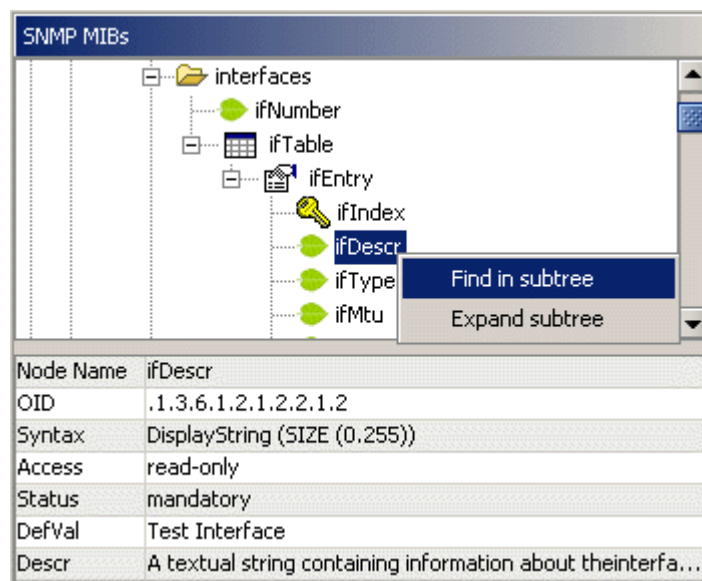 SNMP MIBs
interfaces
ifNumber
ifTable
ifEntry
ifIndex
ifDescr
ifType
Find in subtree
ifMtu
Expand subtree
Node Name ifDescr
OID .1.3.6.1.2.1.2.2.1.2
Syntax DisplayString (SIZE (0.255))
Access read-only
Status mandatory
DefVal Test Interface
Descr A textual string containing information about theinterfa...